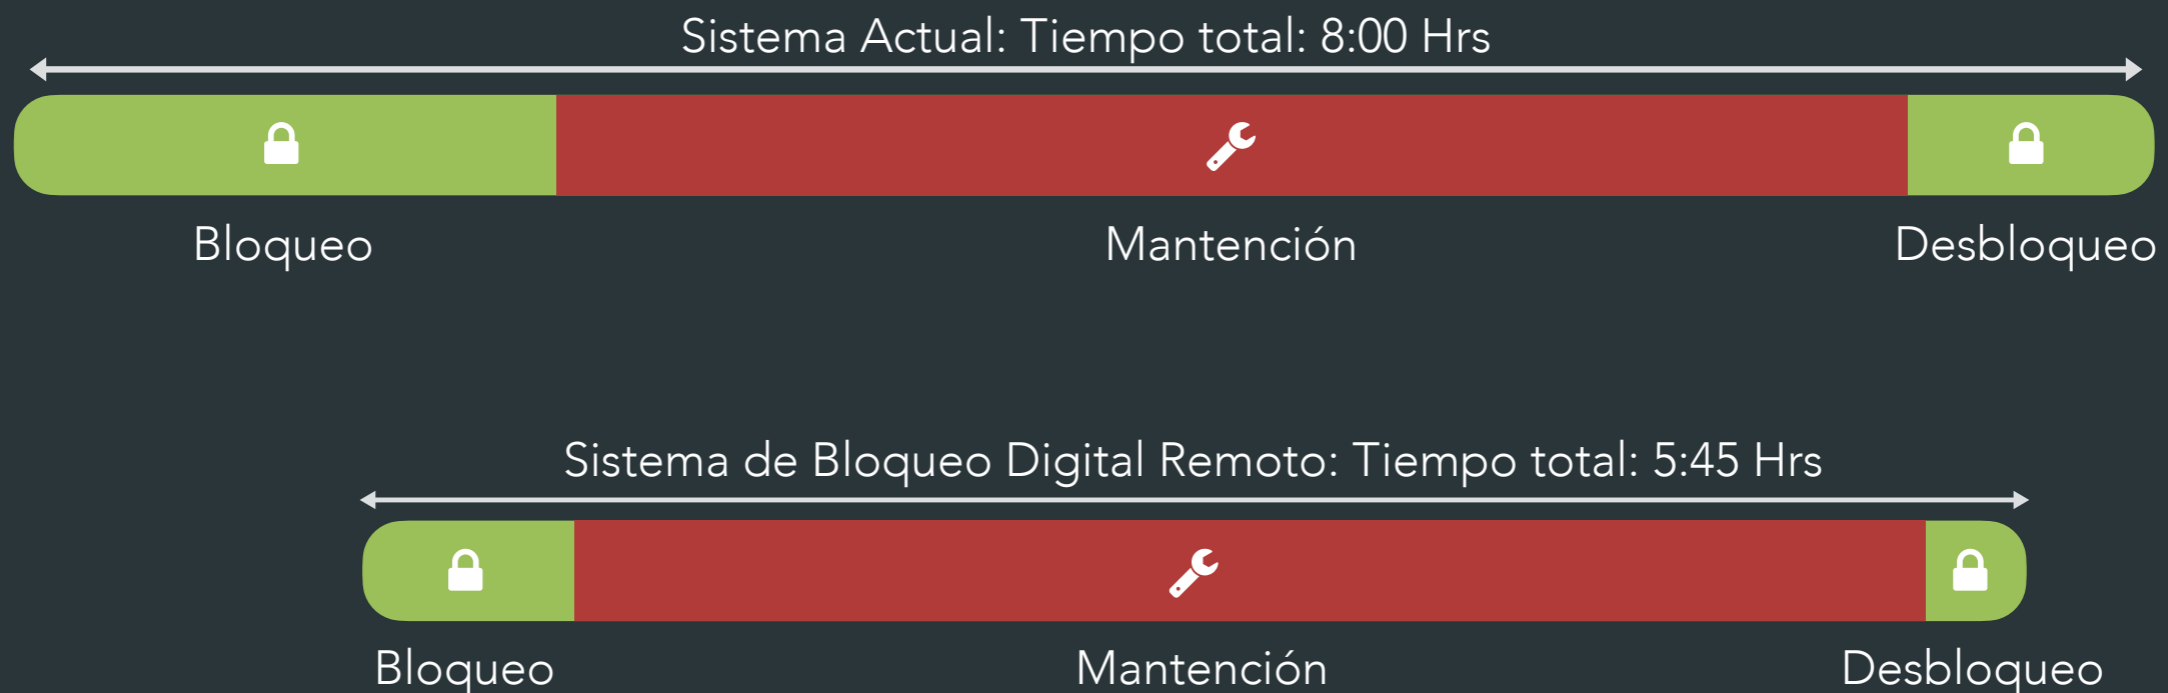 Sistema Actual: Tiempo total: 8:00 Hrs
Bloqueo
Mantención
Desbloqueo
Sistema de Bloqueo Digital Remoto: Tiempo total: 5:45 Hrs
Bloqueo
Mantención
Desbloqueo